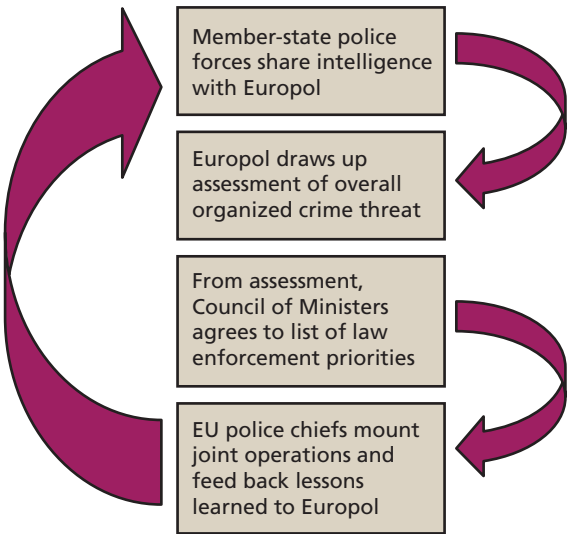 Member-state police
forces share intelligence
with Europol
Europol draws up
assessment of overall
organized crime threat
From assessment,
Council of Ministers
agrees to list of law
enforcement priorities
EU police chiefs mount
joint operations and
feed back lessons
learned to Europol